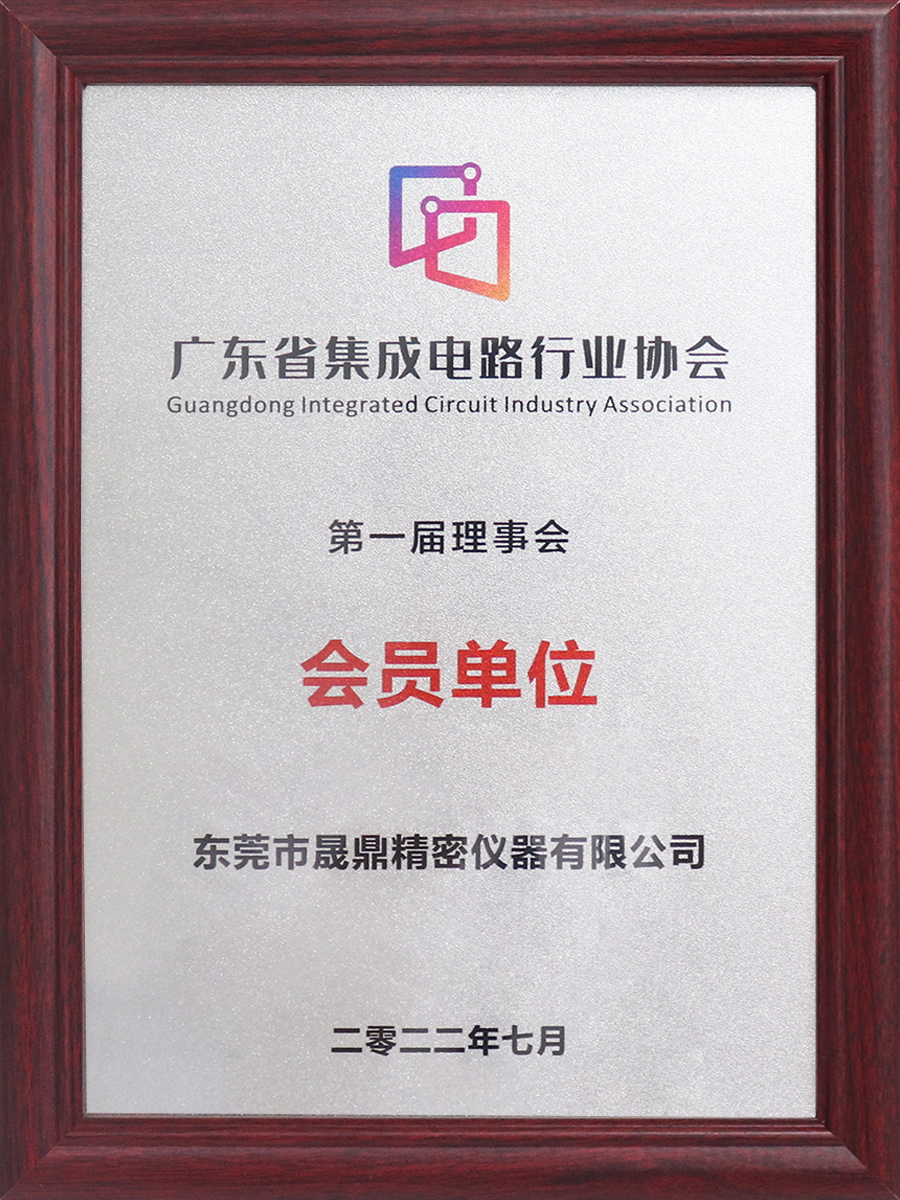 广东省集成电路行业协会
Guangdong Integrated Circuit Industry Association
第一届理事会
会员单位
东莞市晟鼎精密仪器有限公司
二零二二年七月